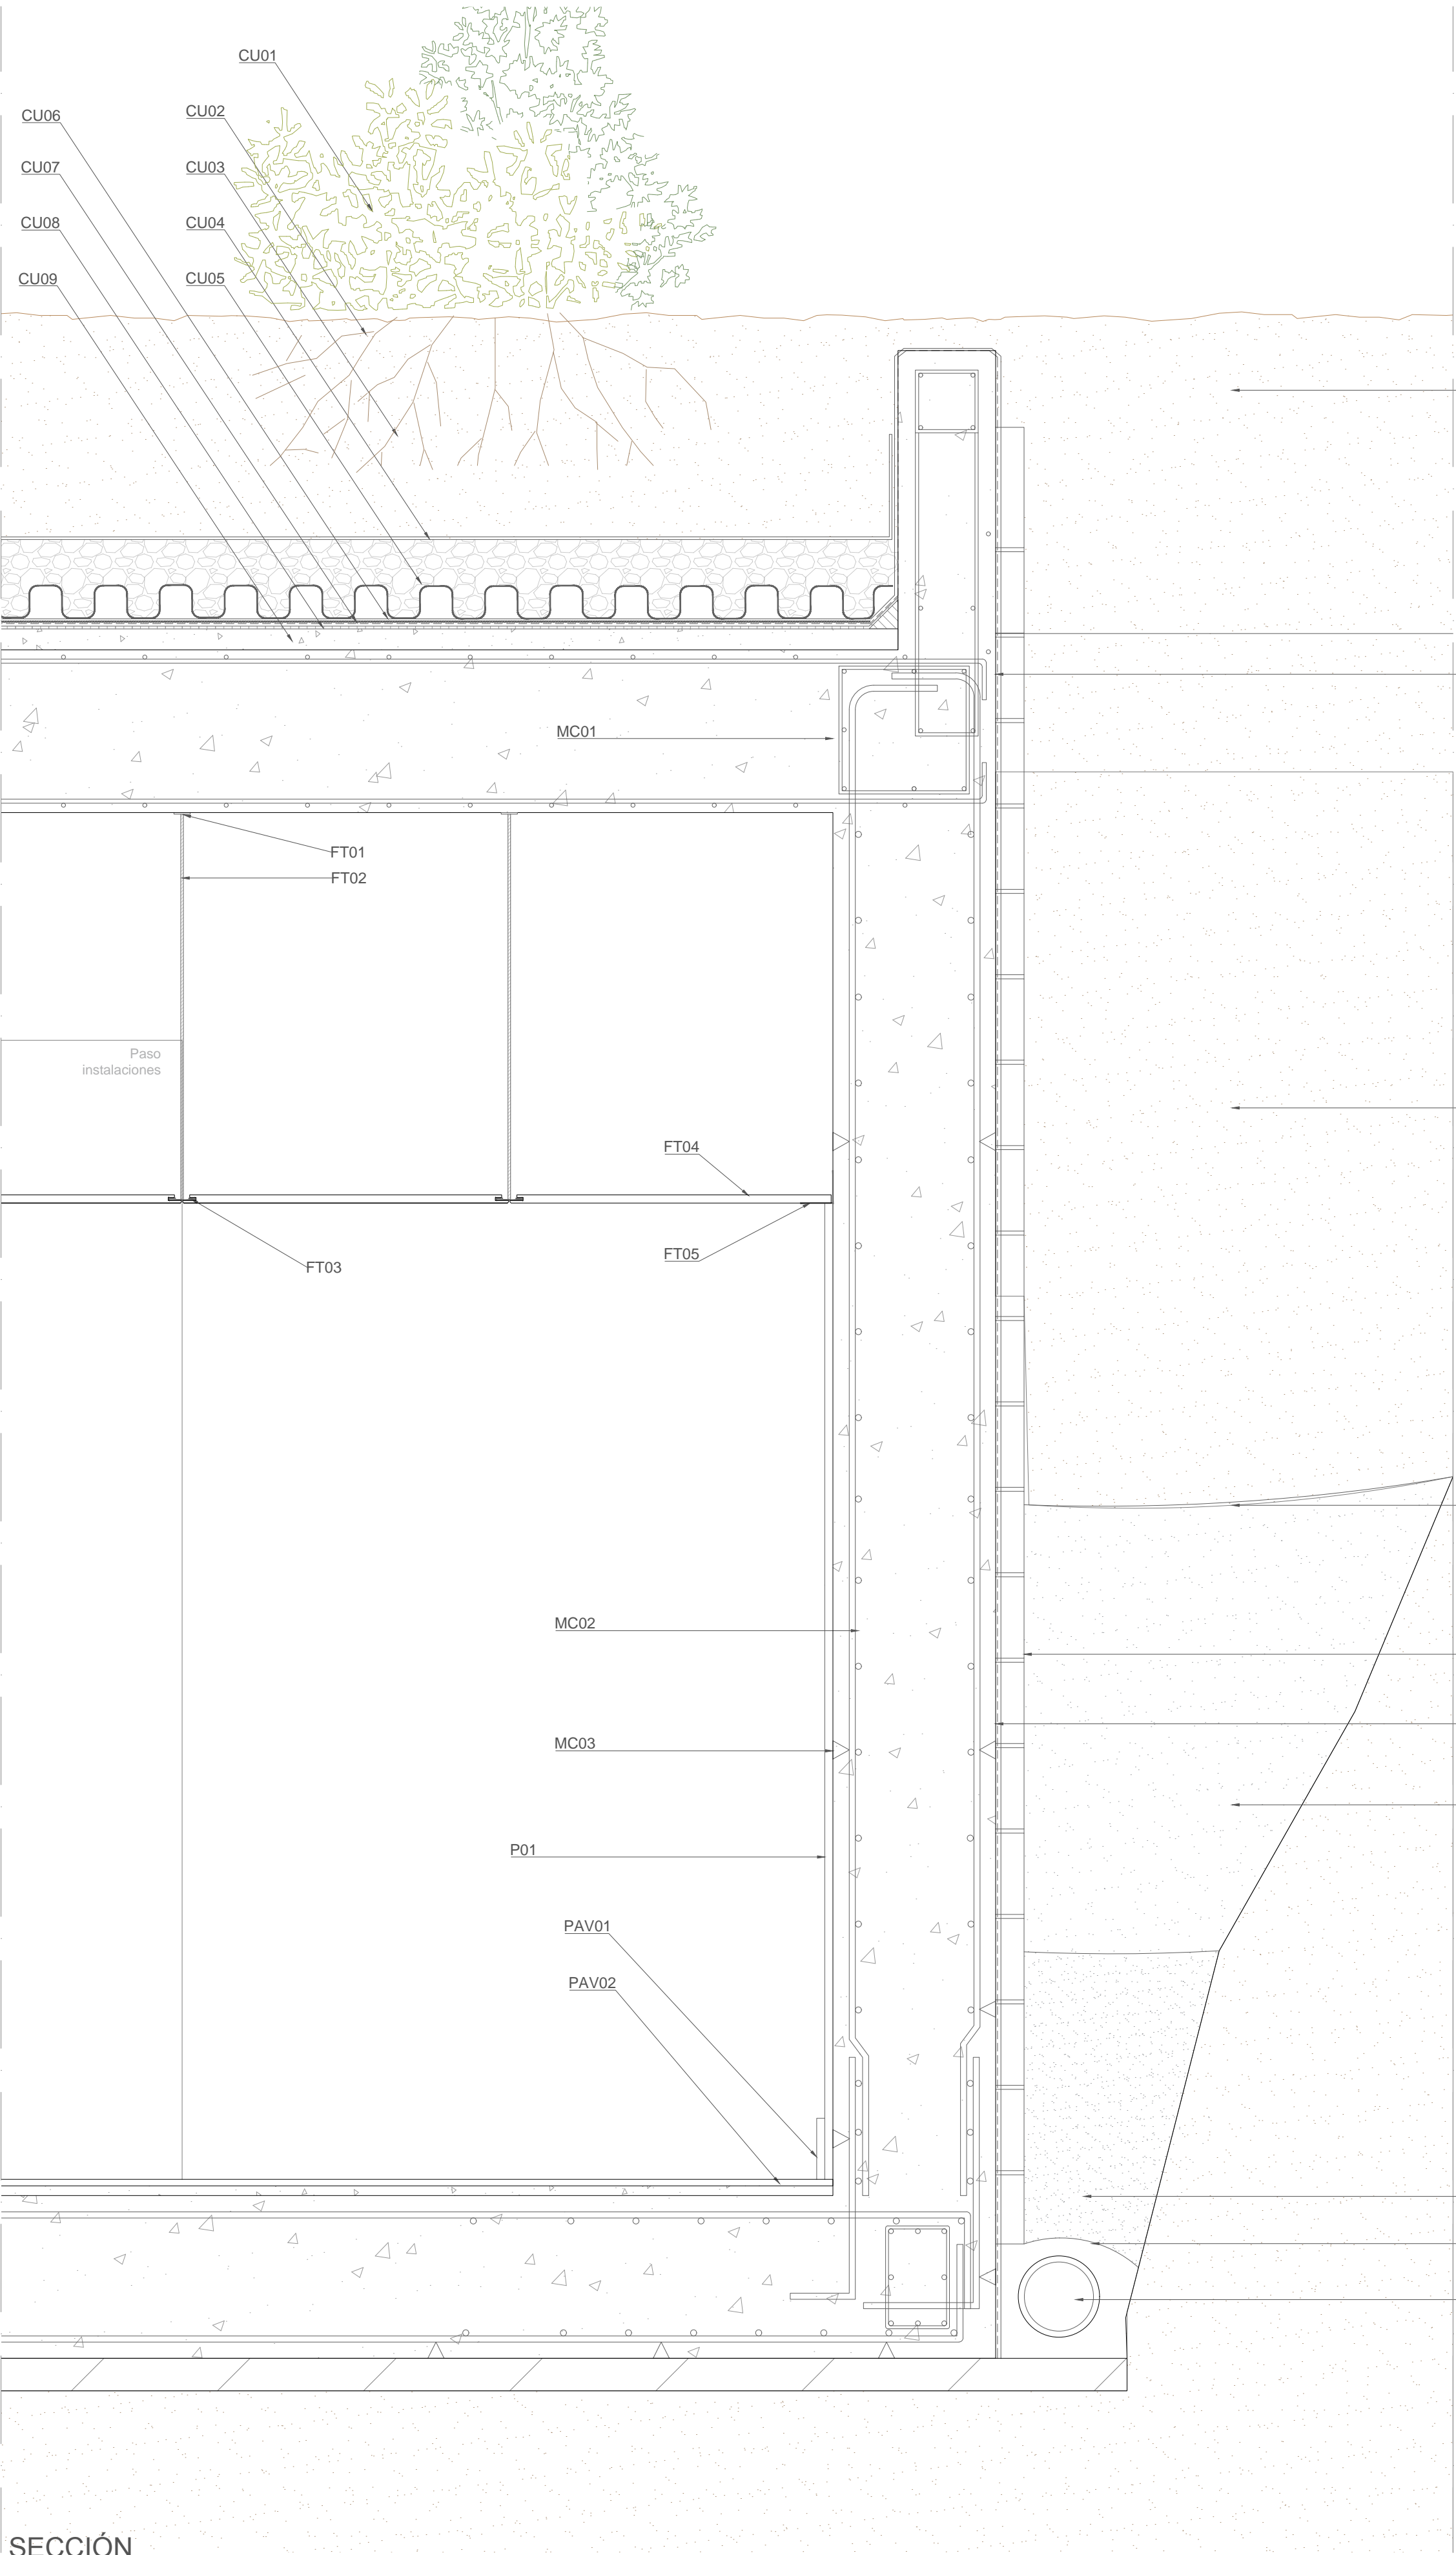 CU01
CU06
CU02
CU07
CU03
CU08
CU04
CU09
CU05
MC01
FT01
FT02
Paso
instalaciones
FT04
FT05
FT03
MC02
MC03
P01
PAV01
PAV02
SECCIÓN